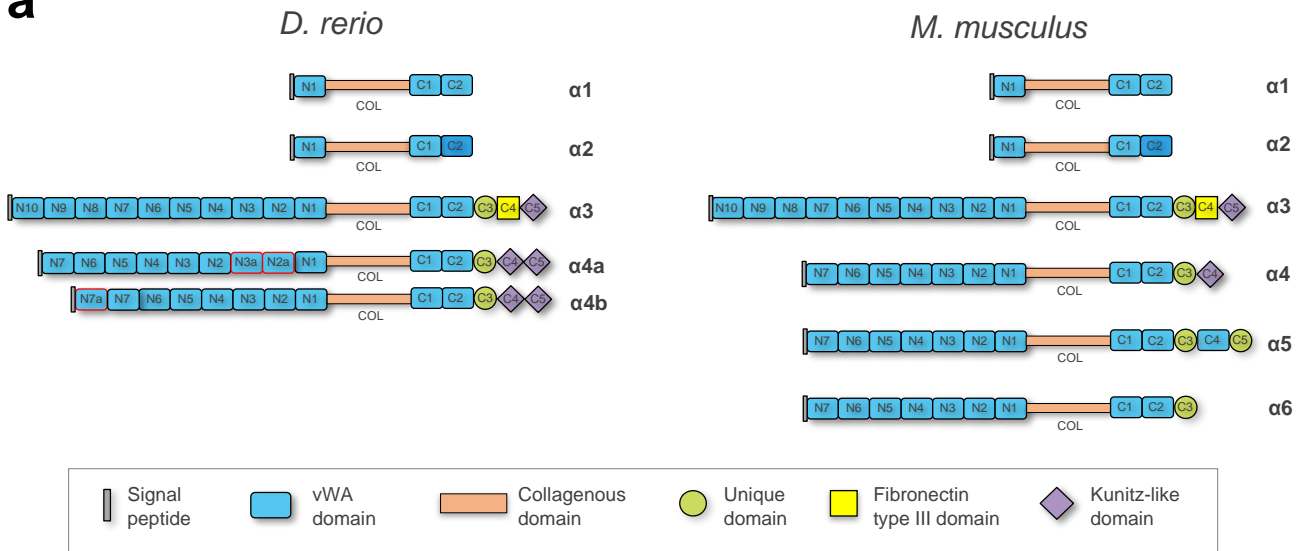 a
D. rerio
M. musculus
N1 C1 C2 α1
COL
N1 C1 C2 α1
COL
N1 C1 C2 α2
COL
N1 C1 C2 α2
COL
N10 N9 N8 N7 N6 N5 N4 N3 N2 N1 C1 C2 C3 C4 C5 α3
COL
N10 N9 N8 N7 N6 N5 N4 N3 N2 N1 C1 C2 C3 C4 C5 α3
COL
N7 N6 N5 N4 N3 N2 N3a N2a N1 C1 C2 C3 C4 C5 α4a
COL
N7 N6 N5 N4 N3 N2 N1 C1 C2 C3 C4 α4
COL
N7a N7 N6 N5 N4 N3 N2 N1 C1 C2 C3 C4 C5 α4b
COL
N7 N6 N5 N4 N3 N2 N1 C1 C2 C3 C4 C5 α5
COL
N7 N6 N5 N4 N3 N2 N1 C1 C2 C3 α6
COL
Signal
peptide
vWA
domain
Collagenous
domain
Unique
domain
Fibronectin
type III domain
Kunitz-like
domain